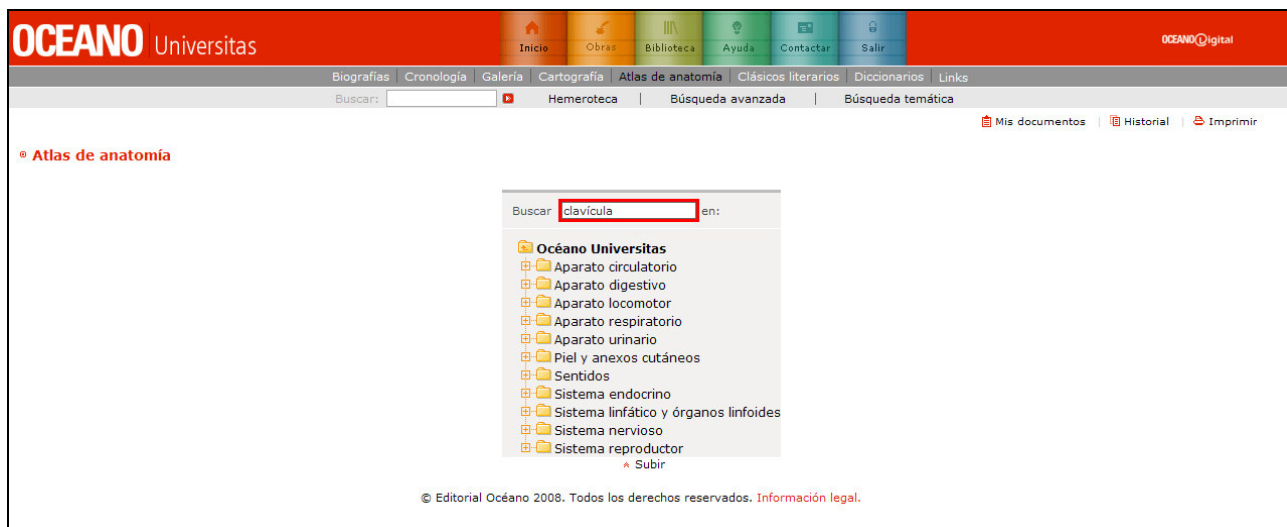 OCEANO Universitas
Inicio Obras Biblioteca Ayuda Contactar Salir
OCEANO Digital
Biografías Cronología Galería Cartografía Atlas de anatomía Clásicos literarios Diccionarios Links
Buscar: Hemeroteca | Búsqueda avanzada | Búsqueda temática
Mis documentos | Historial | Imprimir
Atlas de anatomía
Buscar clavícula en:
Océano Universitas
Aparato circulatorio
Aparato digestivo
Aparato locomotor
Aparato respiratorio
Aparato urinario
Piel y anexos cutáneos
Sentidos
Sistema endocrino
Sistema linfático y órganos linfoides
Sistema nervioso
Sistema reproductor
Subir
© Editorial Océano 2008. Todos los derechos reservados. Información legal.